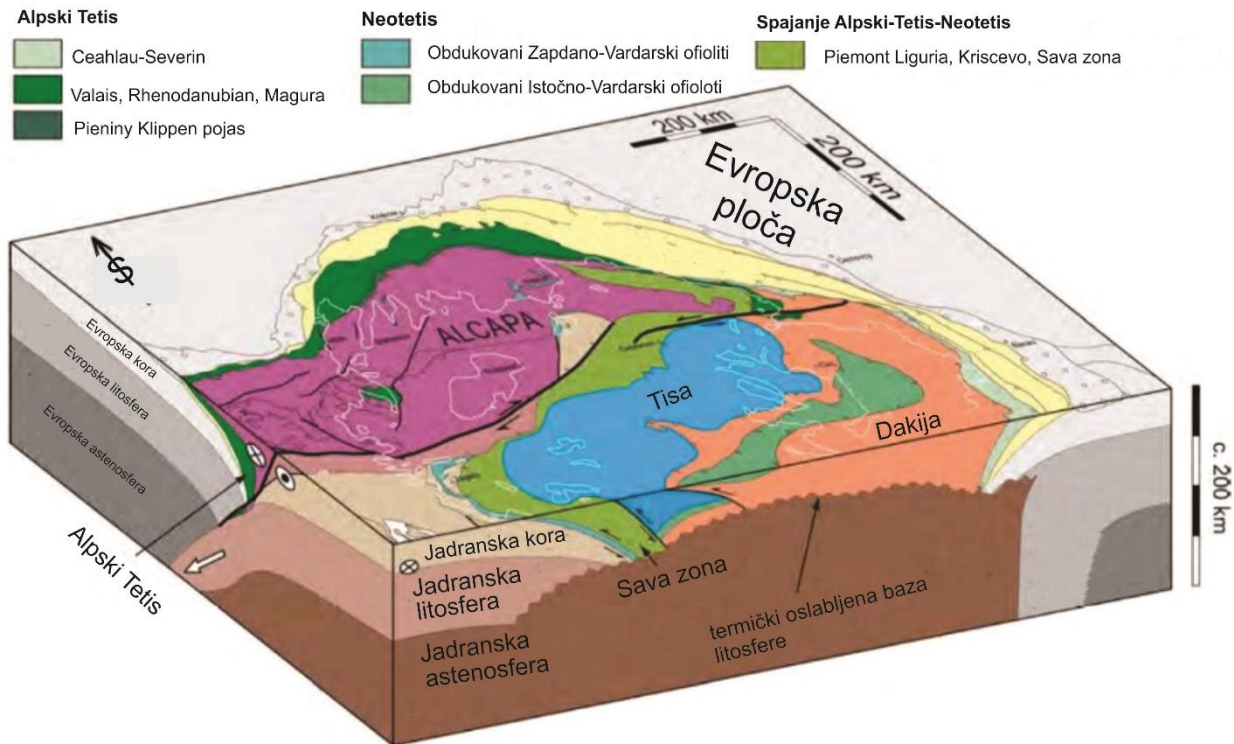 Alpski Tetis
Ceahlau-Severin
Valais, Rhenodanubian, Magura
Pieniny Klippen pojas
Neotetis
Obdukovani Zapdano-Vardarski ofioliti
Obdukovani Istočno-Vardarski ofioloti
Spajanje Alpski-Tetis-Neotetis
Piemont Liguria, Kriscevo, Sava zona
200 km
200 km
Evropska
ploča
S
Evropska kora
Evropska litosfera
Evropska astenosfera
ALCAPA
Tisa
Dakija
c. 200 km
Alpski Tetis
Jadranska kora
Jadranska
litosfera
Jadranska
astenosfera
Sava zona
termički oslabljena baza
litosfere